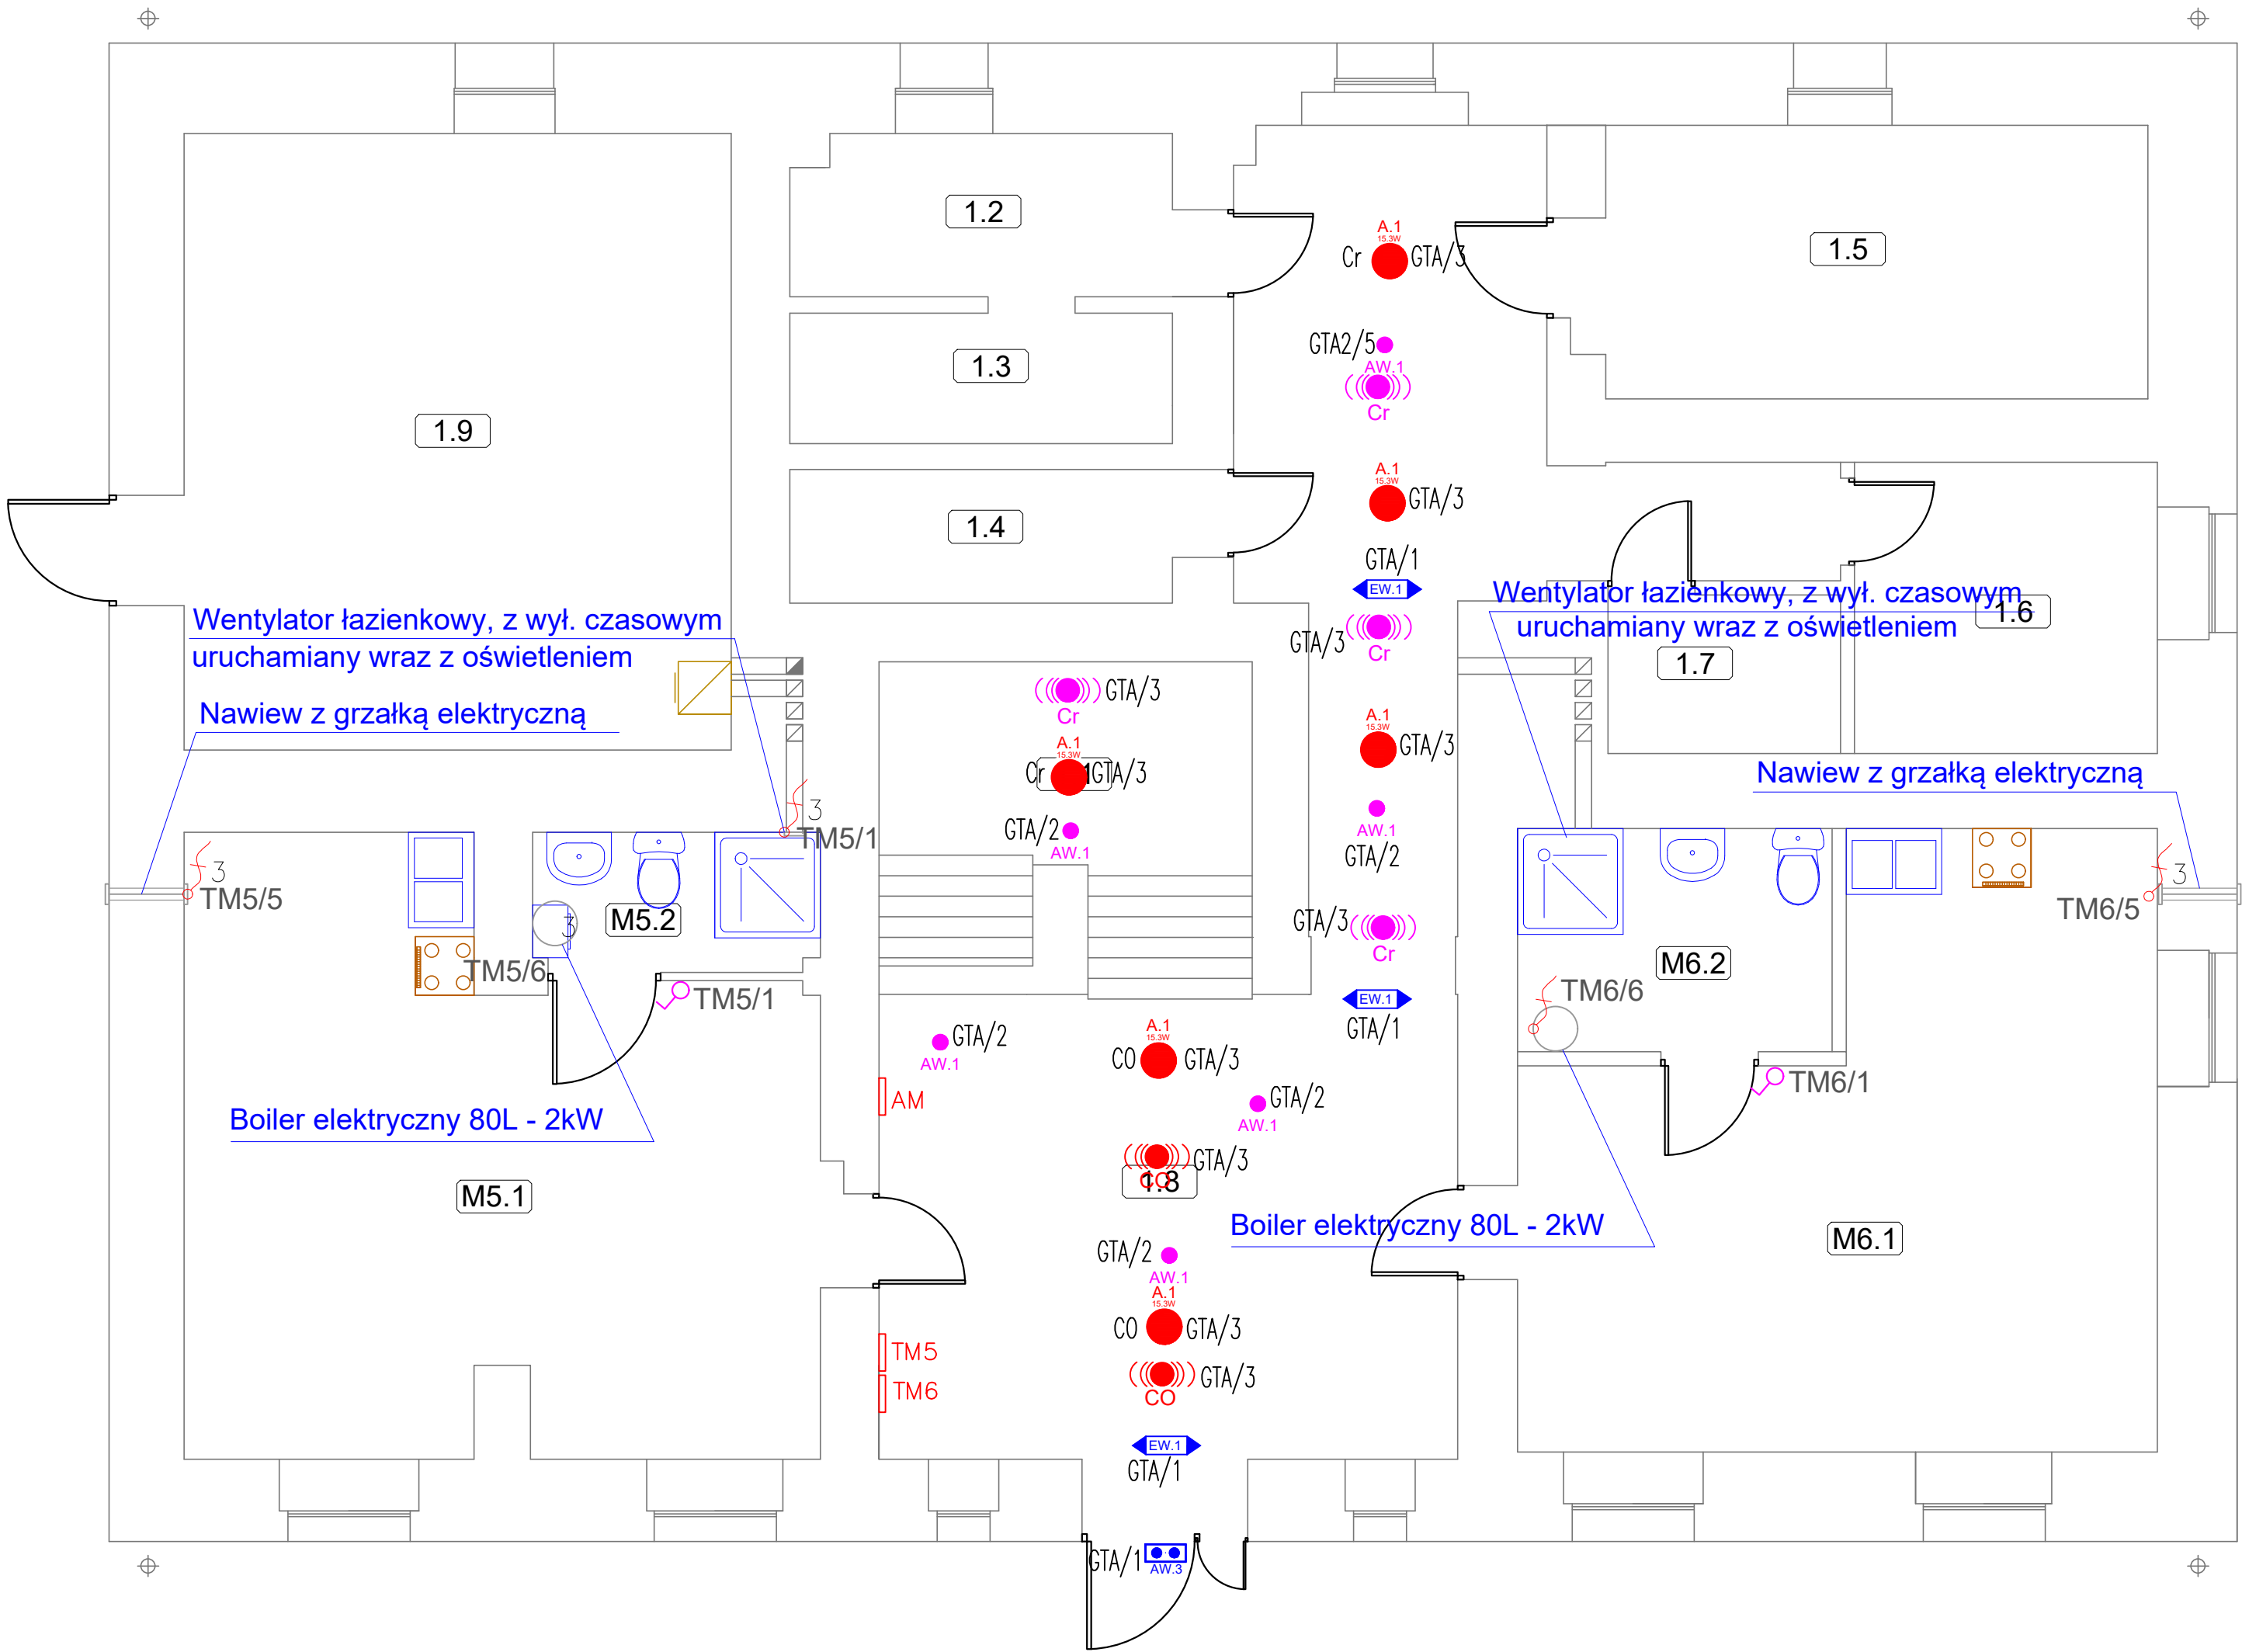 1.2
A.1
15.3W
Cr
GTA/3
1.5
GTA2/5
AW.1
Cr
1.3
1.9
A.1
15.3W
GTA/3
1.4
GTA/1
EW.1
Wentylator łazienkowy, z wył. czasowym
uruchamiany wraz z oświetleniem
Wentylator łazienkowy, z wył. czasowym
uruchamiany wraz z oświetleniem
1.6
GTA/3
Cr
1.7
Cr
GTA/3
Nawiew z grzałką elektryczną
A.1
15.3W
GTA/3
A.1
15.3W
Cr
GTA/3
Nawiew z grzałką elektryczną
3
TM5/1
GTA/2
AW.1
AW.1
GTA/2
3
TM5/5
3
TM6/5
M5.2
3
GTA/3
Cr
TM5/6
M6.2
TM5/1
TM6/6
EW.1
GTA/1
GTA/2
AW.1
A.1
15.3W
CO
GTA/3
TM6/1
AM
GTA/2
AW.1
Boiler elektryczny 80L - 2kW
GTA/3
CO
1.8
M5.1
Boiler elektryczny 80L - 2kW
M6.1
GTA/2
AW.1
A.1
15.3W
CO
GTA/3
TM5
TM6
GTA/3
CO
EW.1
GTA/1
GTA/1
AW.3